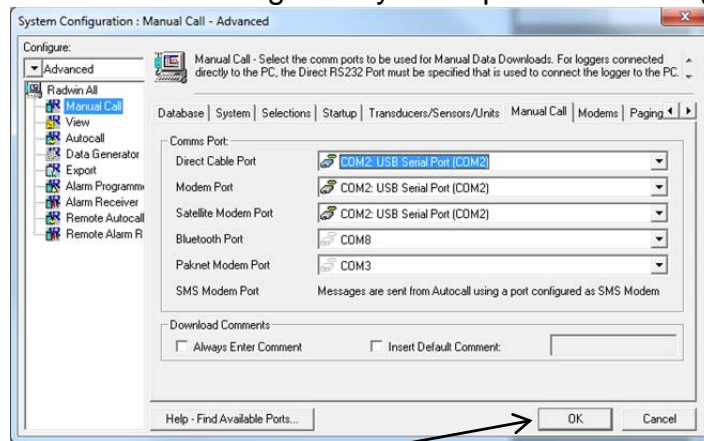 System Configuration : Manual Call - Advanced
Configure:
Advanced
Manual Call - Select the comm ports to be used for Manual Data Downloads. For loggers connected
directly to the PC, the Direct RS232 Port must be specified that is used to connect the logger to the PC.
Radwin All
Manual Call
View
Autocall
Data Generator
Export
Alarm Programm
Alarm Receiver
Remote Autocall
Remote Alarm R
Database System Selections Startup Transducers/Sensors/Units Manual Call Modems Paging
Comms Port:
Direct Cable Port COM2: USB Serial Port (COM2)
Modem Port COM2: USB Serial Port (COM2)
Satellite Modem Port COM2: USB Serial Port (COM2)
Bluetooth Port COM8
Paknet Modem Port COM3
SMS Modem Port Messages are sent from Autocall using a port configured as SMS Modem
Download Comments
Always Enter Comment Insert Default Comment:
Help - Find Available Ports... OK Cancel